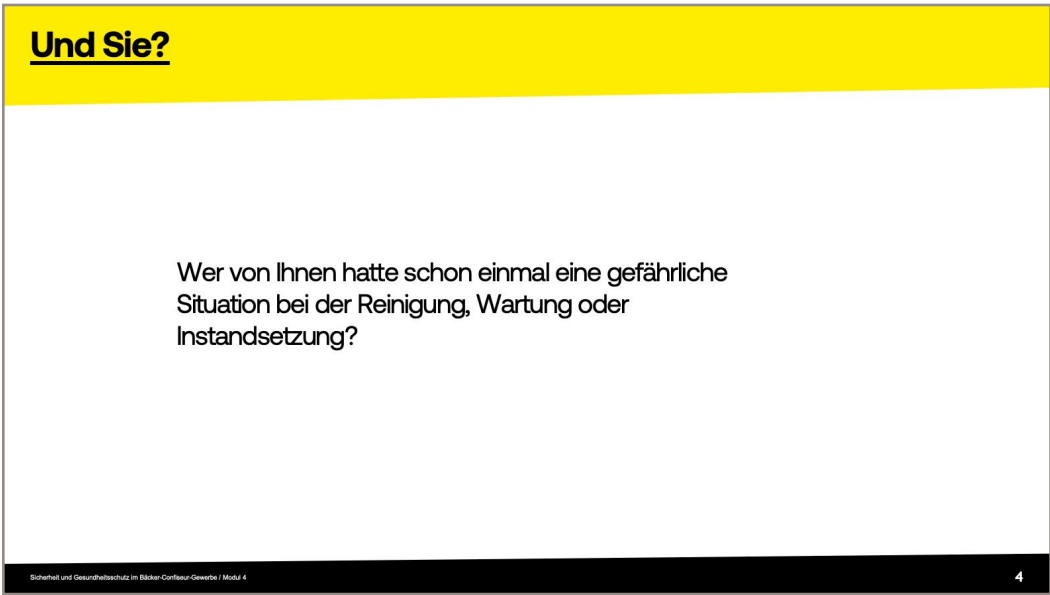 Und Sie?
Wer von Ihnen hatte schon einmal eine gefährliche
Situation bei der Reinigung, Wartung oder
Instandsetzung?
Sicherheit und Gesundheitsschutz im Bäcker-Confiseur-Gewerbe / Modul 4
4